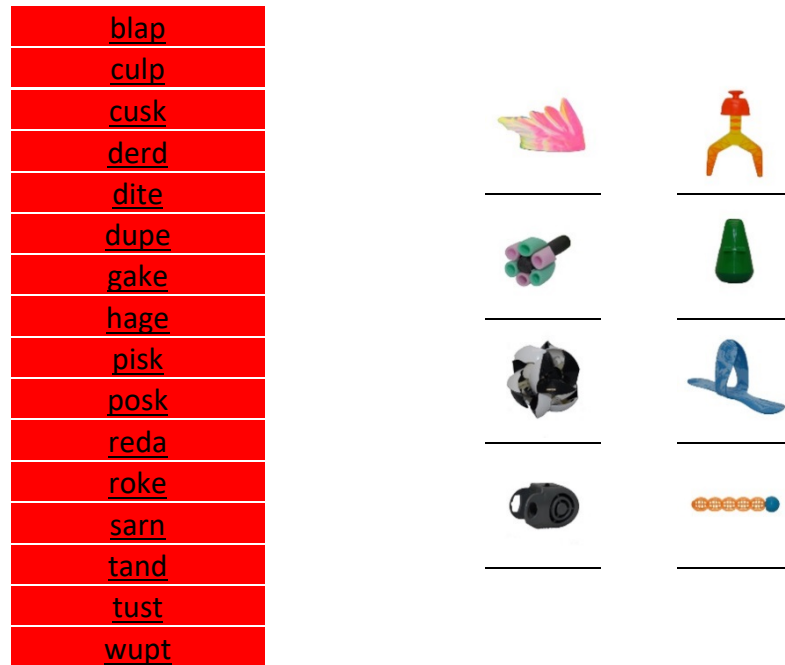 blap
culp
cusk
derd
dite
dupe
gake
hage
pisk
posk
reda
roke
sarn
tand
tust
wupt